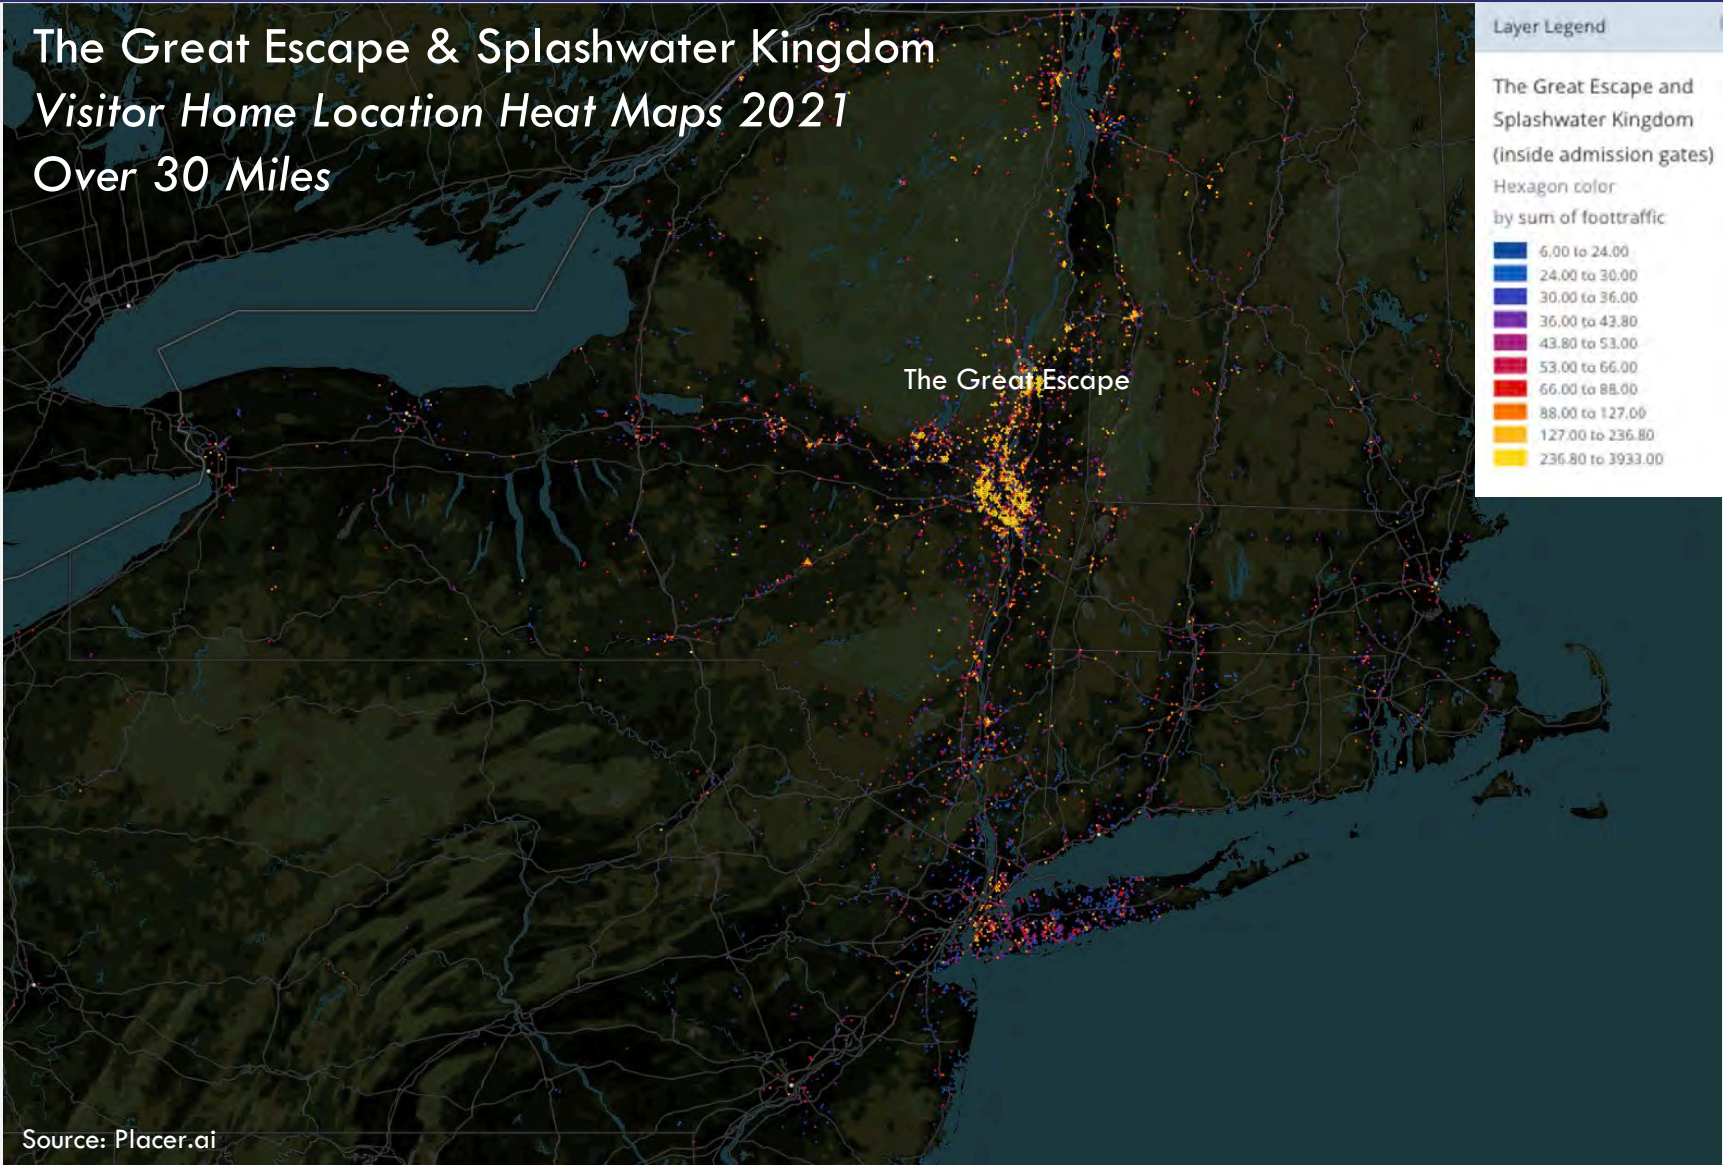 The Great Escape & Splashwater Kingdom
Visitor Home Location Heat Maps 2021
Over 30 Miles
Layer Legend
The Great Escape and
Splashwater Kingdom
(inside admission gates)
Hexagon color
by sum of foottraffic
6.00 to 24.00
24.00 to 30.00
30.00 to 36.00
36.00 to 43.80
43.80 to 53.00
53.00 to 66.00
66.00 to 88.00
88.00 to 127.00
127.00 to 236.80
236.80 to 3933.00
The Great Escape
Source: Placer.ai